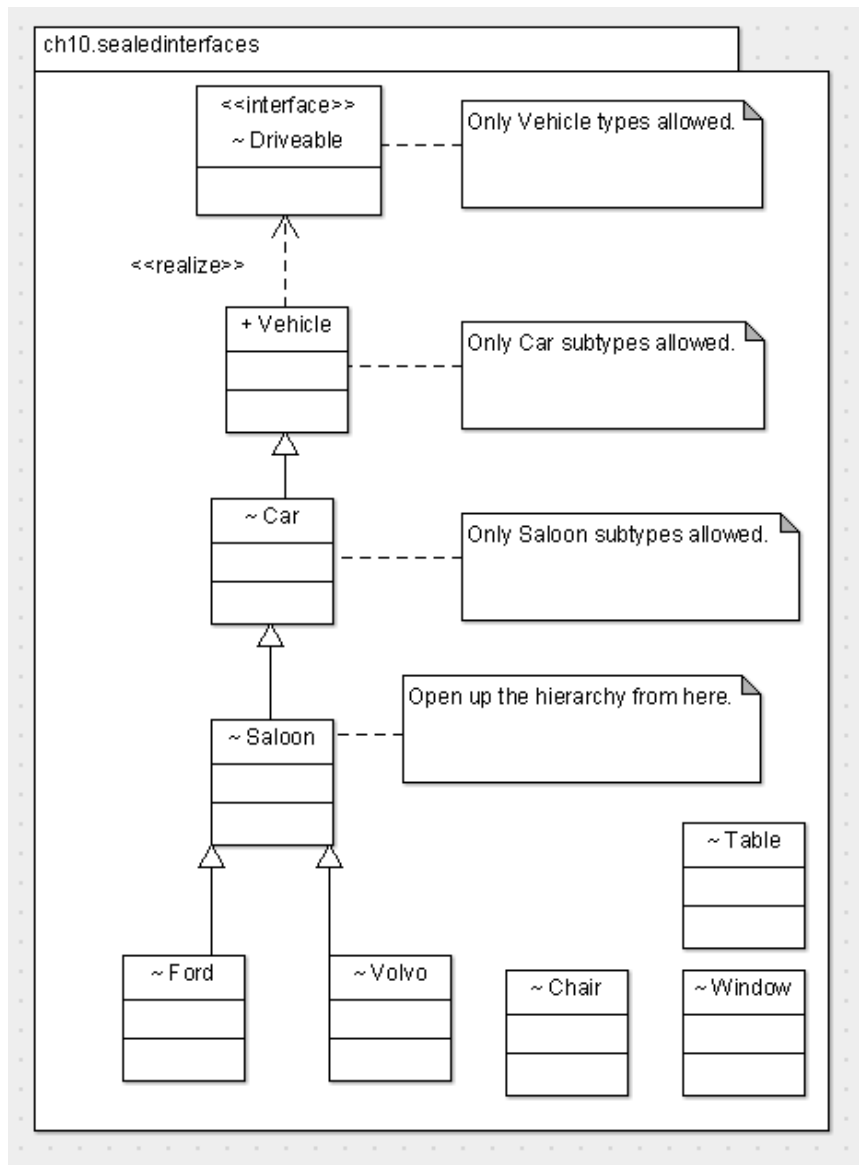 ch10.sealedinterfaces
<<interface>>
~ Driveable
Only Vehicle types allowed.
<<realize>>
+ Vehicle
Only Car subtypes allowed.
~ Car
Only Saloon subtypes allowed.
Open up the hierarchy from here.
~ Saloon
~ Table
~ Ford
~ Volvo
~ Chair
~ Window